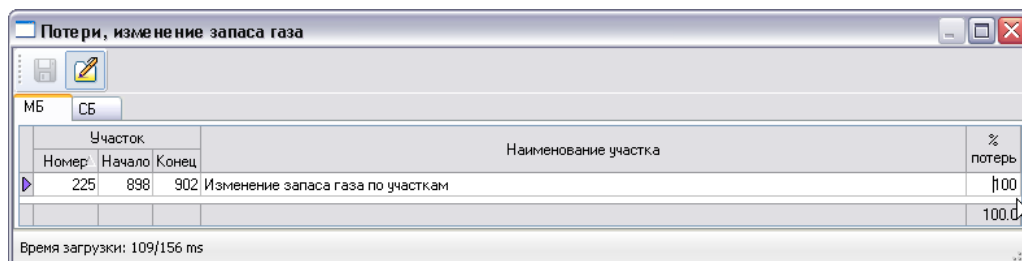 Потери, изменение запаса газа
МБ СБ
Участок Наименование участка % потерь
Номер Начало Конец
225 898 902 Изменение запаса газа по участкам 100
100.0
Время загрузки: 109/156 ms